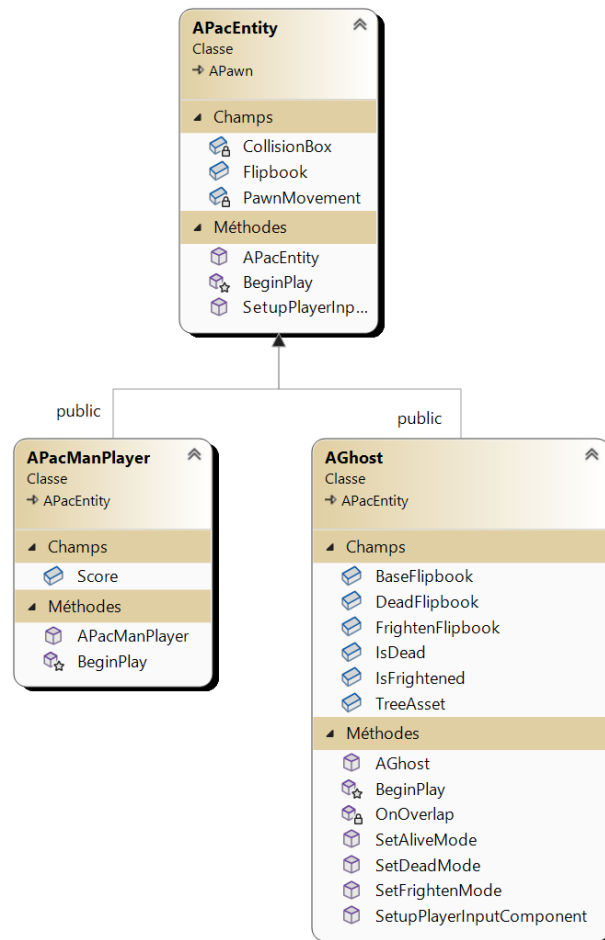 APacEntity
Classe
APawn
Champs
CollisionBox
Flipbook
PawnMovement
Méthodes
APacEntity
BeginPlay
SetupPlayerInp...
public
public
APacManPlayer
Classe
APacEntity
Champs
Score
Méthodes
APacManPlayer
BeginPlay
AGhost
Classe
APacEntity
Champs
BaseFlipbook
DeadFlipbook
FrightenFlipbook
IsDead
IsFrightened
TreeAsset
Méthodes
AGhost
BeginPlay
OnOverlap
SetAliveMode
SetDeadMode
SetFrightenMode
SetupPlayerInputComponent